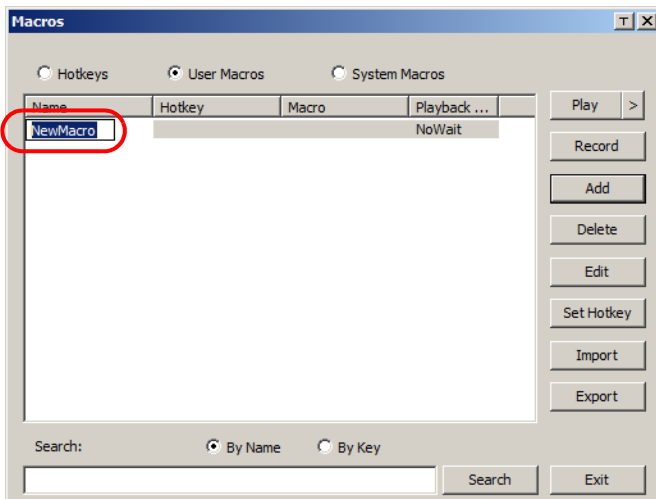 Macros
Hotkeys User Macros System Macros
Name Hotkey Macro Playback ... Play >
NewMacro NoWait
Record
Add
Delete
Edit
Set Hotkey
Import
Export
Search: By Name By Key
Search Exit